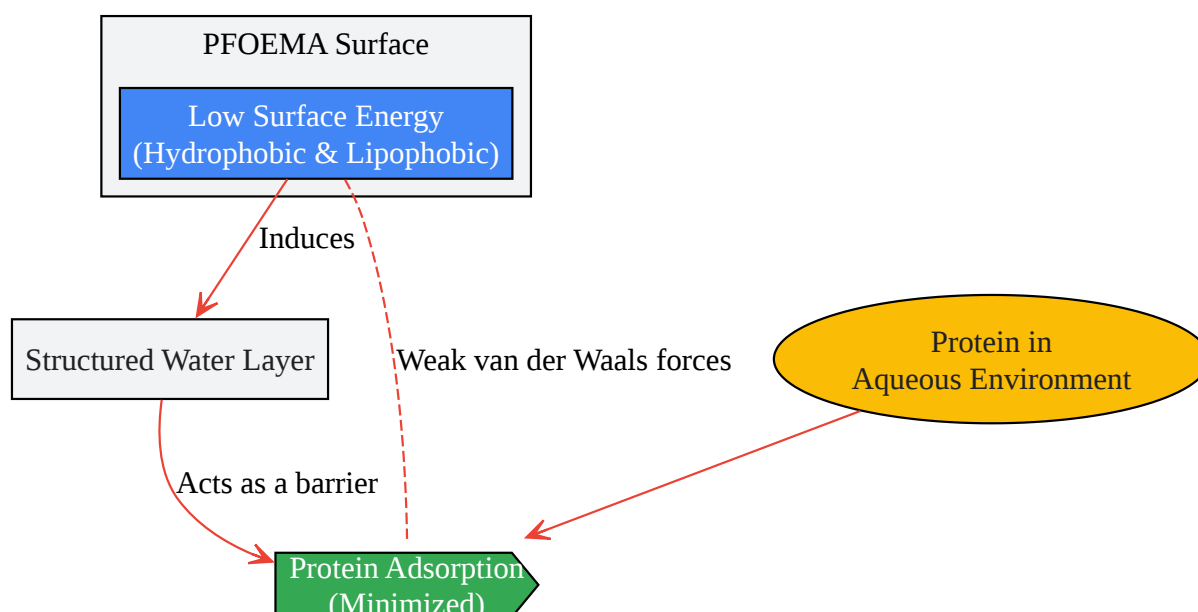 PFOEMA Surface
Low Surface Energy
(Hydrophobic & Lipophobic)
Induces
Structured Water Layer
Weak van der Waals forces
Protein in
Aqueous Environment
Acts as a barrier
Protein Adsorption
(Minimized)